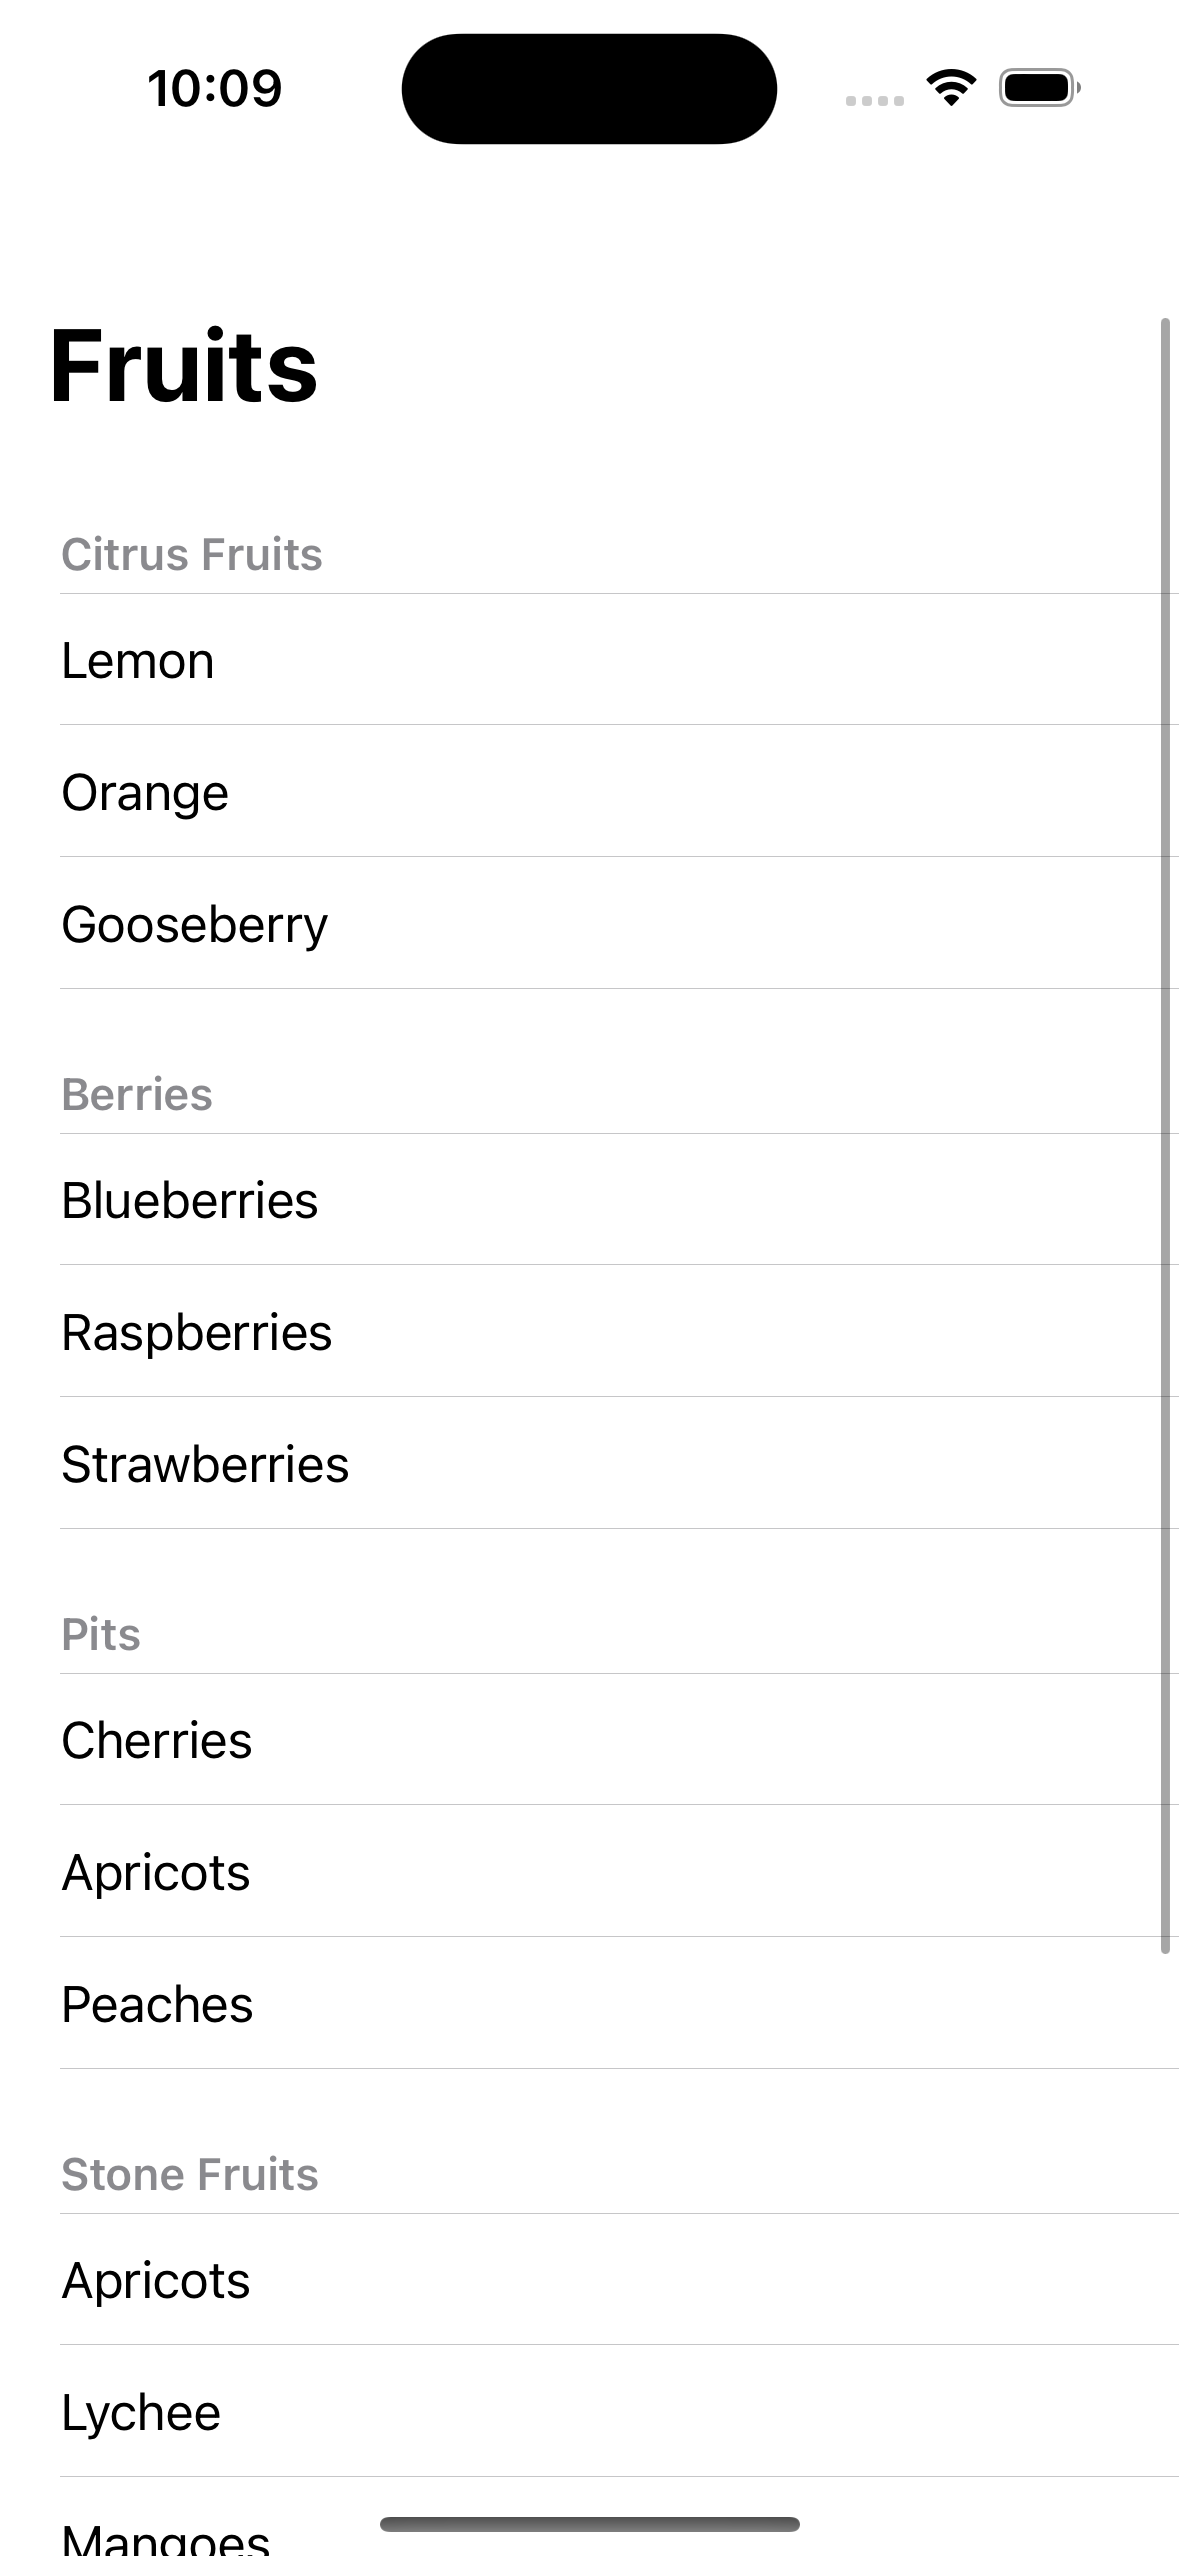 10:09
Fruits
Citrus Fruits
Lemon
Orange
Gooseberry
Berries
Blueberries
Raspberries
Strawberries
Pits
Cherries
Apricots
Peaches
Stone Fruits
Apricots
Lychee
Mangoes